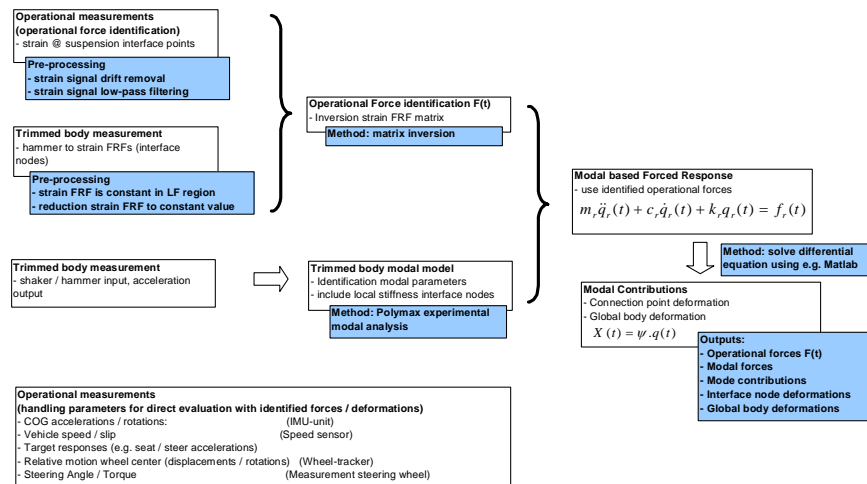 Operational measurements
(operational force identification)
- strain @ suspension interface points
Pre-processing
- strain signal drift removal
- strain signal low-pass filtering
Trimmed body measurement
- hammer to strain FRFs (interface
nodes)
Pre-processing
- strain FRF is constant in LF region
- reduction strain FRF to constant value
Operational Force identification F(t)
- Inversion strain FRF matrix
Method: matrix inversion
Trimmed body measurement
- shaker / hammer input, acceleration
output
Trimmed body modal model
- Identification modal parameters
- include local stiffness interface nodes
Method: Polymax experimental
modal analysis
Modal based Forced Response
- use identified operational forces
m_r q̈_r(t) + c_r q̇_r(t) + k_r q_r(t) = f_r(t)
Method: solve differential
equation using e.g. Matlab
Modal Contributions
- Connection point deformation
- Global body deformation
X(t) = ψ.q(t)
Outputs:
- Operational forces F(t)
- Modal forces
- Mode contributions
- Interface node deformations
- Global body deformations
Operational measurements
(handling parameters for direct evaluation with identified forces / deformations)
- COG accelerations / rotations: (IMU-unit)
- Vehicle speed / slip (Speed sensor)
- Target responses (e.g. seat / steer accelerations)
- Relative motion wheel center (displacements / rotations) (Wheel-tracker)
- Steering Angle / Torque (Measurement steering wheel)